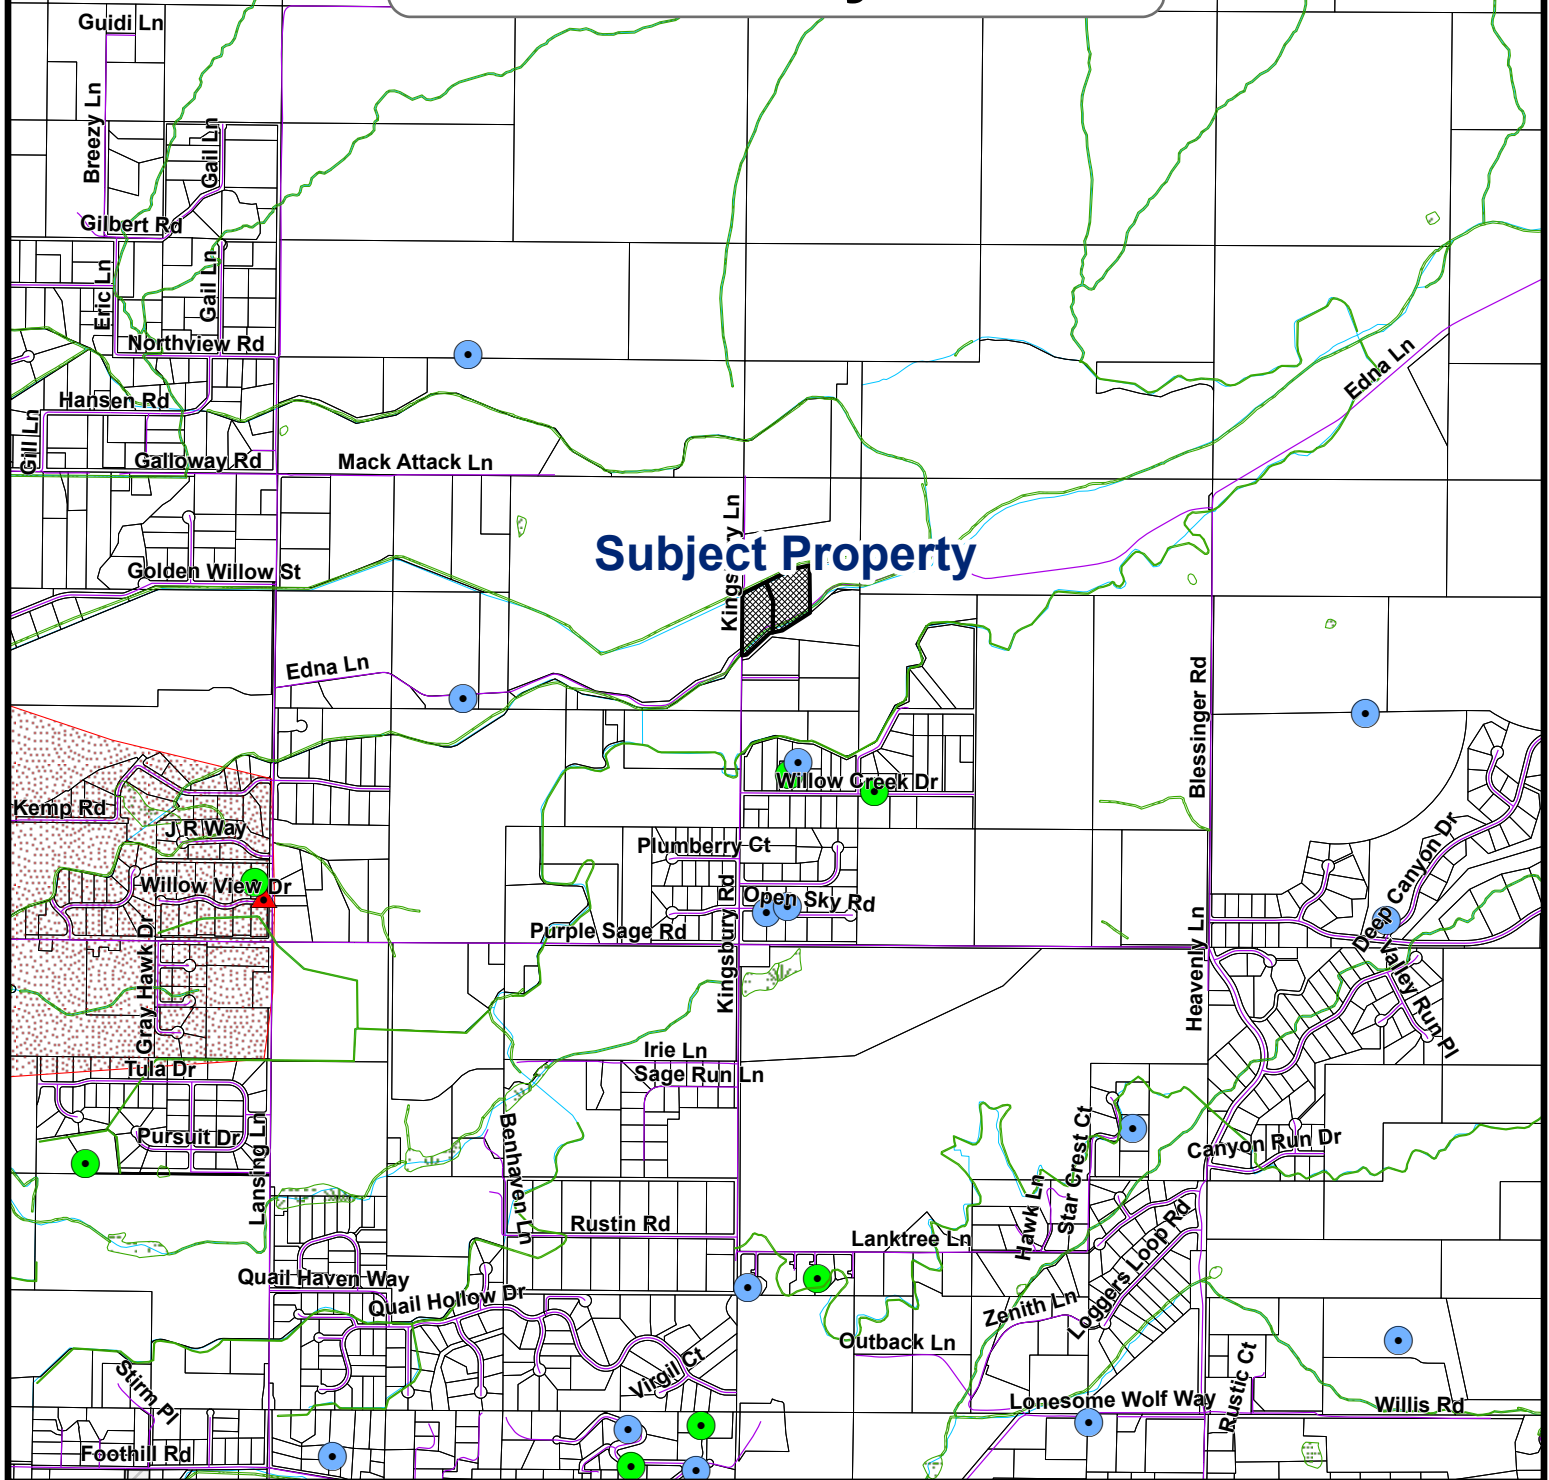 Guidi Ln
Breezy Ln
Gail Ln
Gilbert Rd
Eric Ln
Gail Ln
Northview Rd
Edna Ln
Hansen Rd
Gill Ln
Galloway Rd
Mack Attack Ln
Kings
ry Ln
Subject Property
Golden Willow St
Edna Ln
Blessinger Rd
Willow Creek Dr
Kemp Rd
J R Way
Plumberry Ct
Deep Canyon Dr
Willow View Dr
Open Sky Rd
Kingsbury Rd
Purple Sage Rd
Gray Hawk Dr
Heavenly Ln
Valley Run Pl
Irie Ln
Tula Dr
Sage Run Ln
Pursuit Dr
Lansing Ln
Benhaven Ln
Star Crest Ct
Canyon Run Dr
Hawk Ln
Rustin Rd
Lanktree Ln
Loggers Loop Rd
Quail Haven Way
Quail Hollow Dr
Zenith Ln
Outback Ln
Virgil Ct
Stirm Pl
Rustic Ct
Lonesome Wolf Way
Willis Rd
Foothill Rd